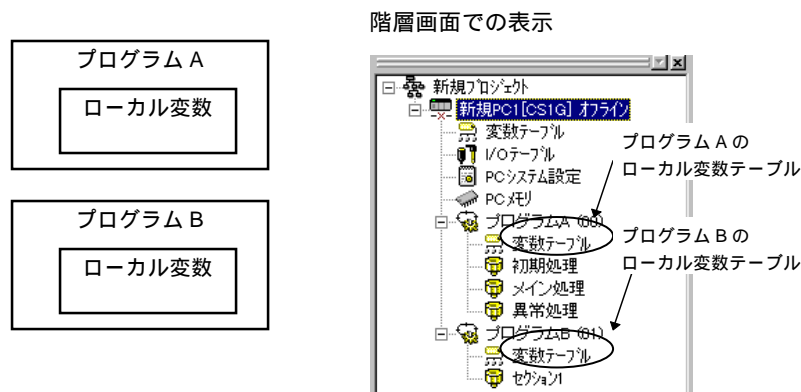 階層画面での表示
プログラム A
ローカル変数
プログラム B
ローカル変数
新規プロジェクト
新規PC1[CS1G] オフライン
変数テーブル
I/Oテーブル
PCシステム設定
PCメモリ
プログラムA (00)
変数テーブル
初期処理
メイン処理
異常処理
プログラムB (01)
変数テーブル
セクション1
プログラム A の
ローカル変数テーブル
プログラム B の
ローカル変数テーブル